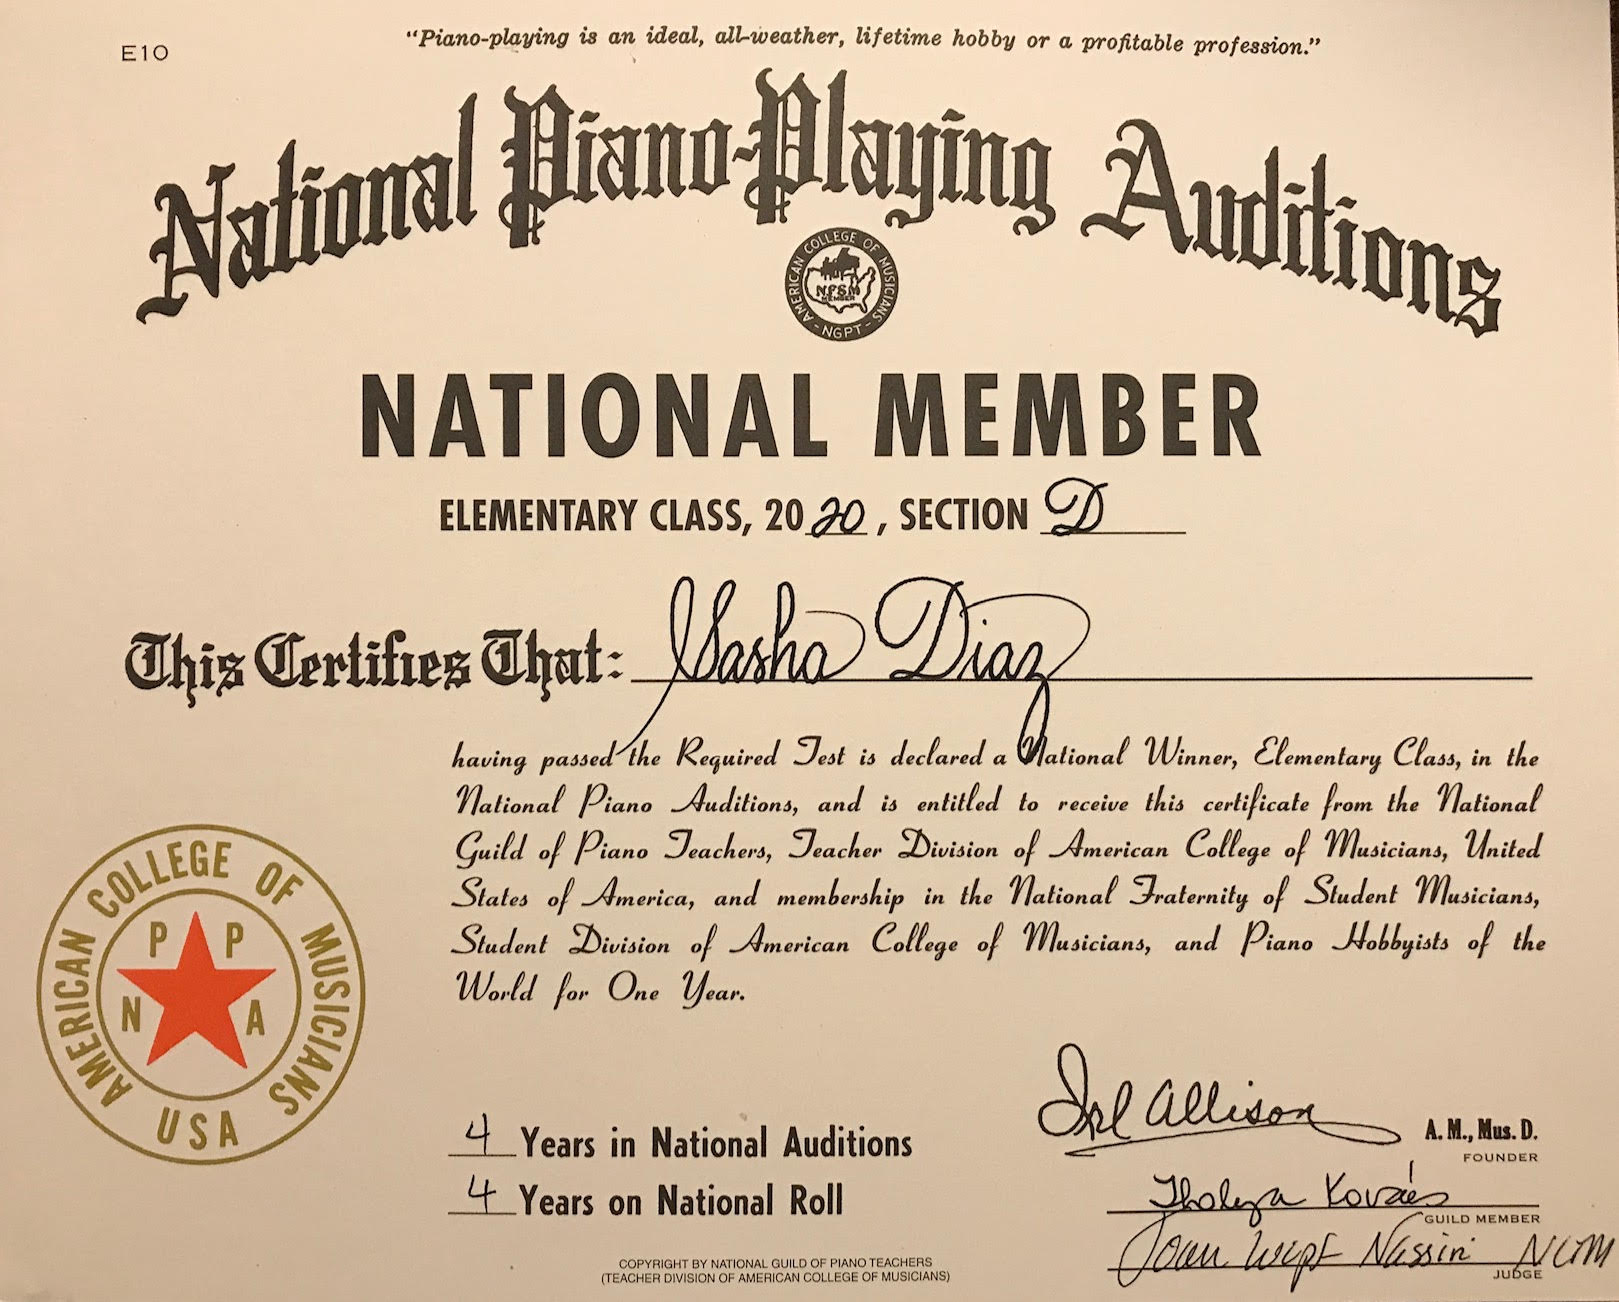 E10
“Piano-playing is an ideal, all-weather, lifetime hobby or a profitable profession.”
National Piano-Playing Auditions
AMERICAN COLLEGE OF MUSICIANS
NFSM
MEMBER
- NGPT -
NATIONAL MEMBER
ELEMENTARY CLASS, 2020, SECTION D
This Certifies That: Sasha Diaz
having passed the Required Test is declared a National Winner, Elementary Class, in the
National Piano Auditions, and is entitled to receive this certificate from the National
Guild of Piano Teachers, Teacher Division of American College of Musicians, United
States of America, and membership in the National Fraternity of Student Musicians,
Student Division of American College of Musicians, and Piano Hobbyists of the
World for One Year.
AMERICAN COLLEGE OF MUSICIANS
P P
N A
USA
4 Years in National Auditions
4 Years on National Roll
Irl Allison
A. M., Mus. D.
FOUNDER
Kovács
GUILD MEMBER
Joan Nassin
JUDGE
COPYRIGHT BY NATIONAL GUILD OF PIANO TEACHERS
(TEACHER DIVISION OF AMERICAN COLLEGE OF MUSICIANS)